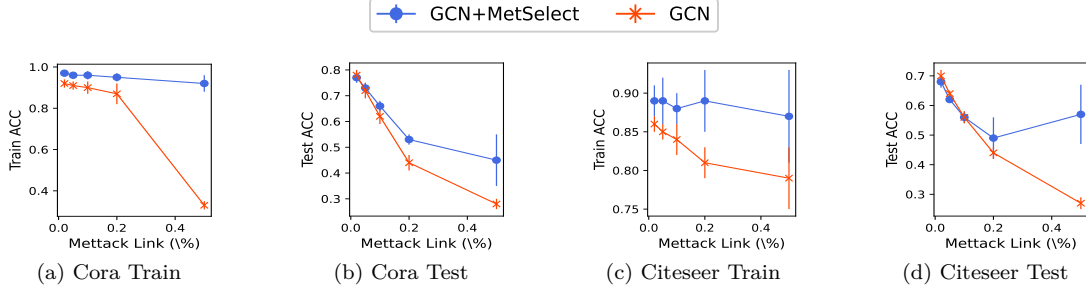 GCN+MetSelect GCN
1.0
0.8
0.6
0.4
Train ACC
0.0 0.2 0.4
Mettack Link (\%)
(a) Cora Train
0.8
0.7
0.6
0.5
0.4
0.3
Test ACC
0.0 0.2 0.4
Mettack Link (\%)
(b) Cora Test
0.90
0.85
0.80
0.75
Train ACC
0.0 0.2 0.4
Mettack Link (\%)
(c) Citeseer Train
0.7
0.6
0.5
0.4
0.3
Test ACC
0.0 0.2 0.4
Mettack Link (\%)
(d) Citeseer Test